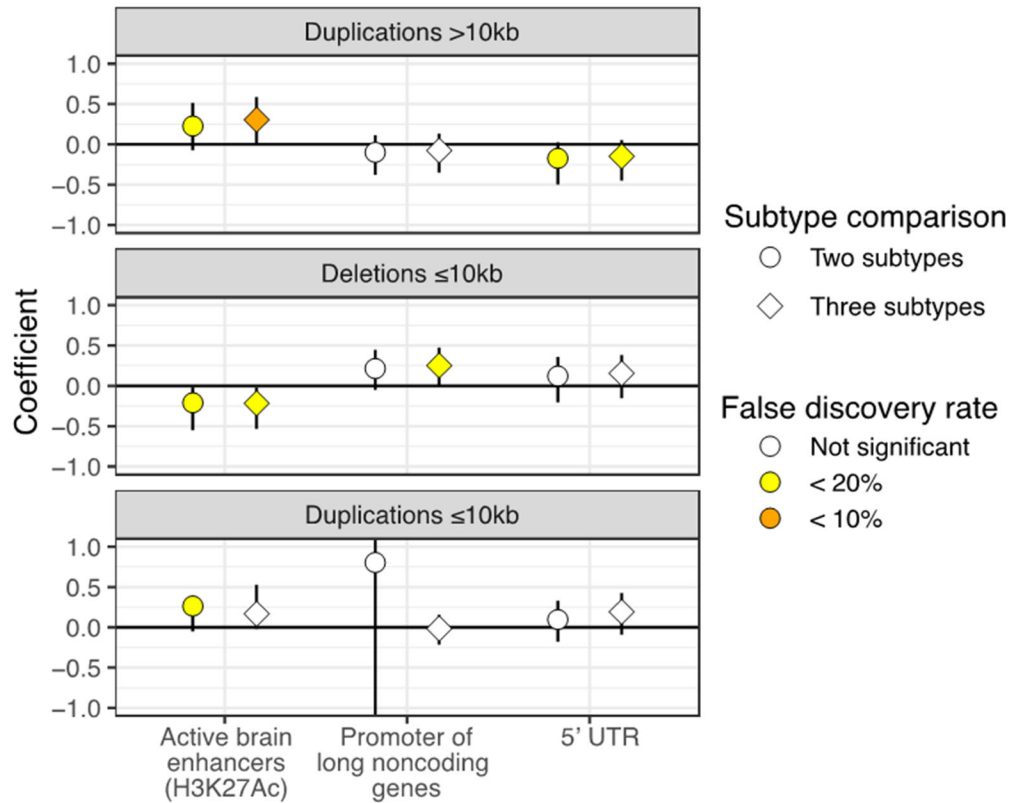 Duplications >10kb
1.0
0.5
0.0
−0.5
−1.0
Deletions ≤10kb
1.0
0.5
0.0
−0.5
−1.0
Duplications ≤10kb
1.0
0.5
0.0
−0.5
−1.0
Coefficient
Active brain
enhancers
(H3K27Ac)
Promoter of
long noncoding
genes
5’ UTR
Subtype comparison
Two subtypes
Three subtypes
False discovery rate
Not significant
< 20%
< 10%